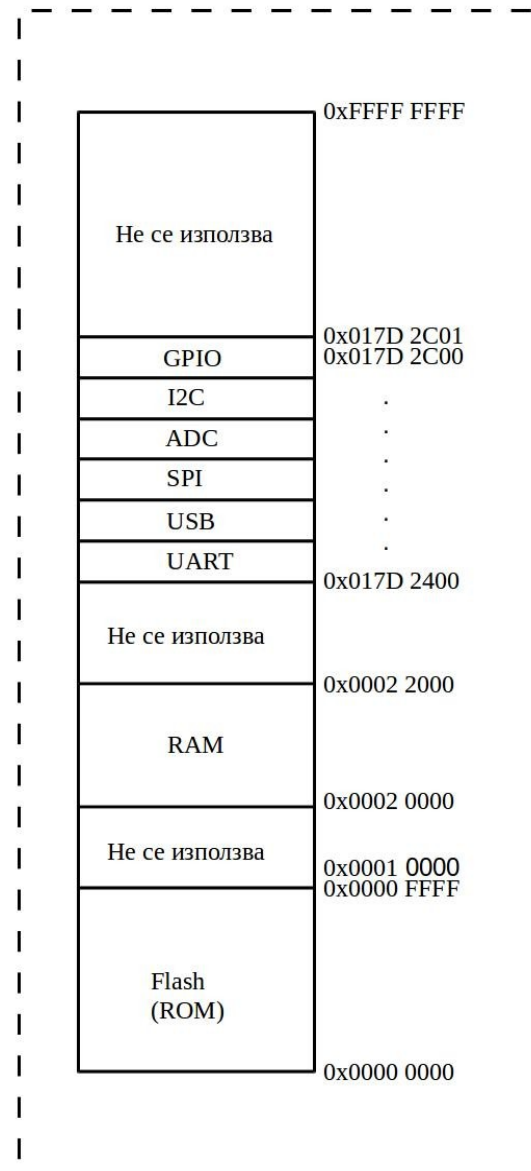 0xFFFF FFFF
Не се използва
0x017D 2C01
GPIO 0x017D 2C00
I2C
ADC
SPI
USB
UART
0x017D 2400
Не се използва
0x0002 2000
RAM
0x0002 0000
Не се използва
0x0001 0000
0x0000 FFFF
Flash
(ROM)
0x0000 0000